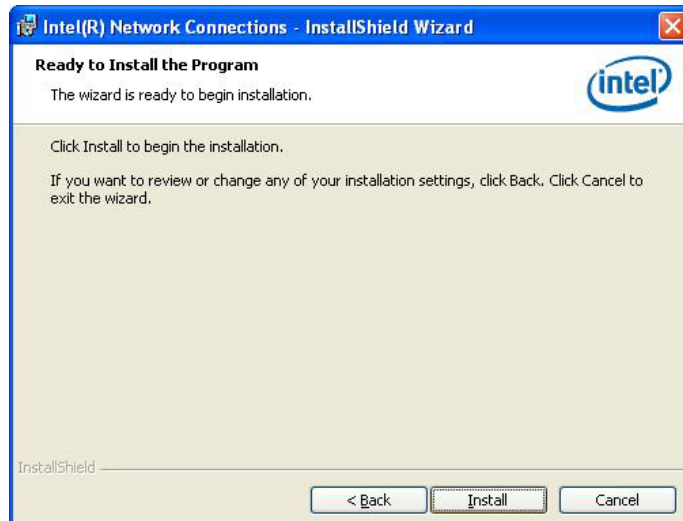 Intel(R) Network Connections - InstallShield Wizard
Ready to Install the Program
The wizard is ready to begin installation.
intel
Click Install to begin the installation.
If you want to review or change any of your installation settings, click Back. Click Cancel to
exit the wizard.
InstallShield
< Back
Install
Cancel